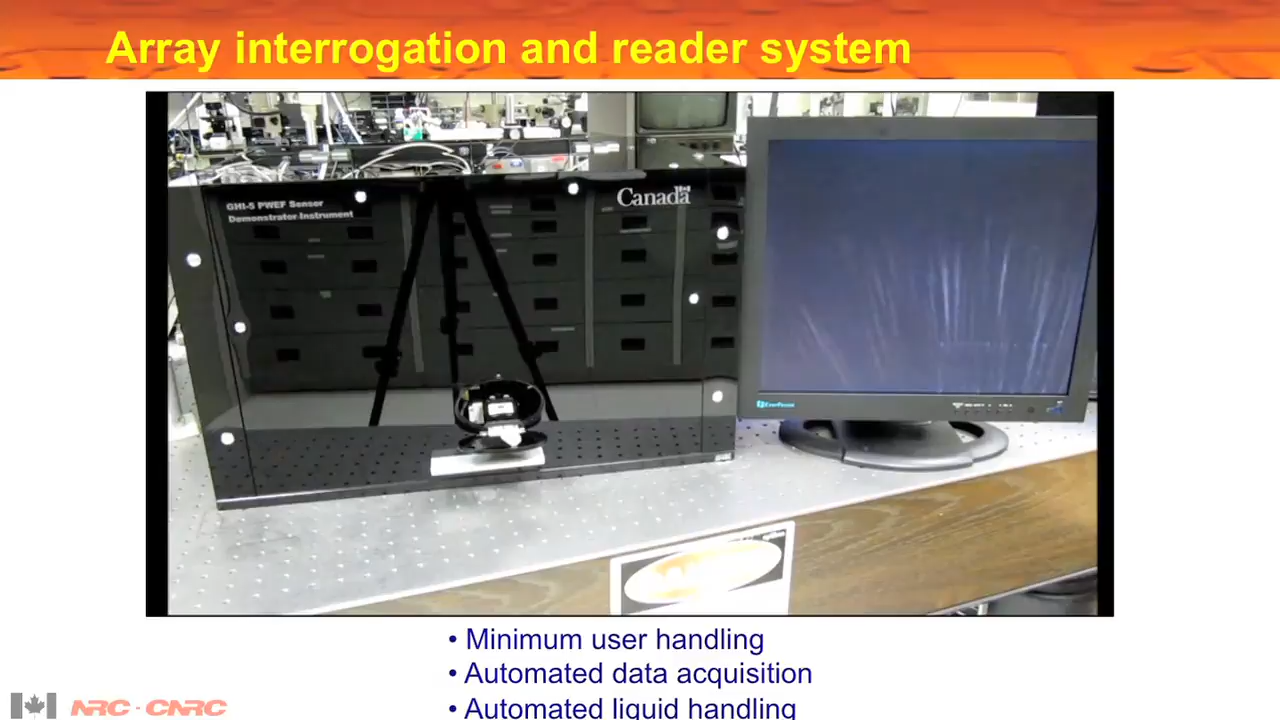 Array interrogation and reader system
GHI-5 PWEF Sensor
Demonstrator Instrument
Canada
EverFocus
• Minimum user handling
• Automated data acquisition
• Automated liquid handling
NRC - CNRC